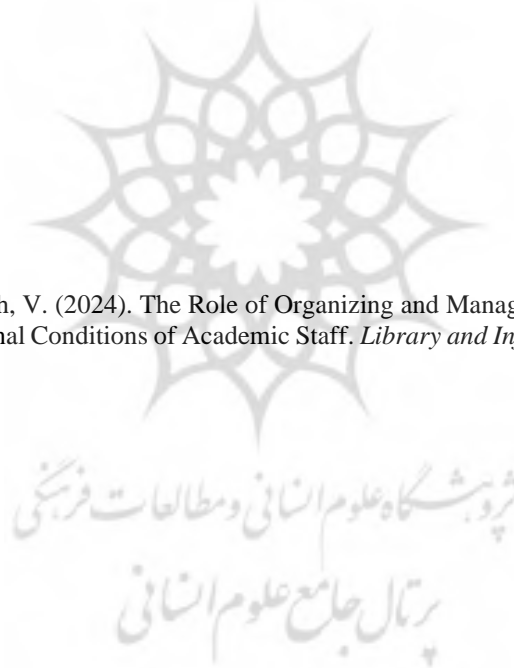 h, V. (2024). The Role of Organizing and Manag
nal Conditions of Academic Staff. Library and In
پژوهشگاه علوم انسانی و مطالعات فرهنگی
پرتال جامع علوم انسانی